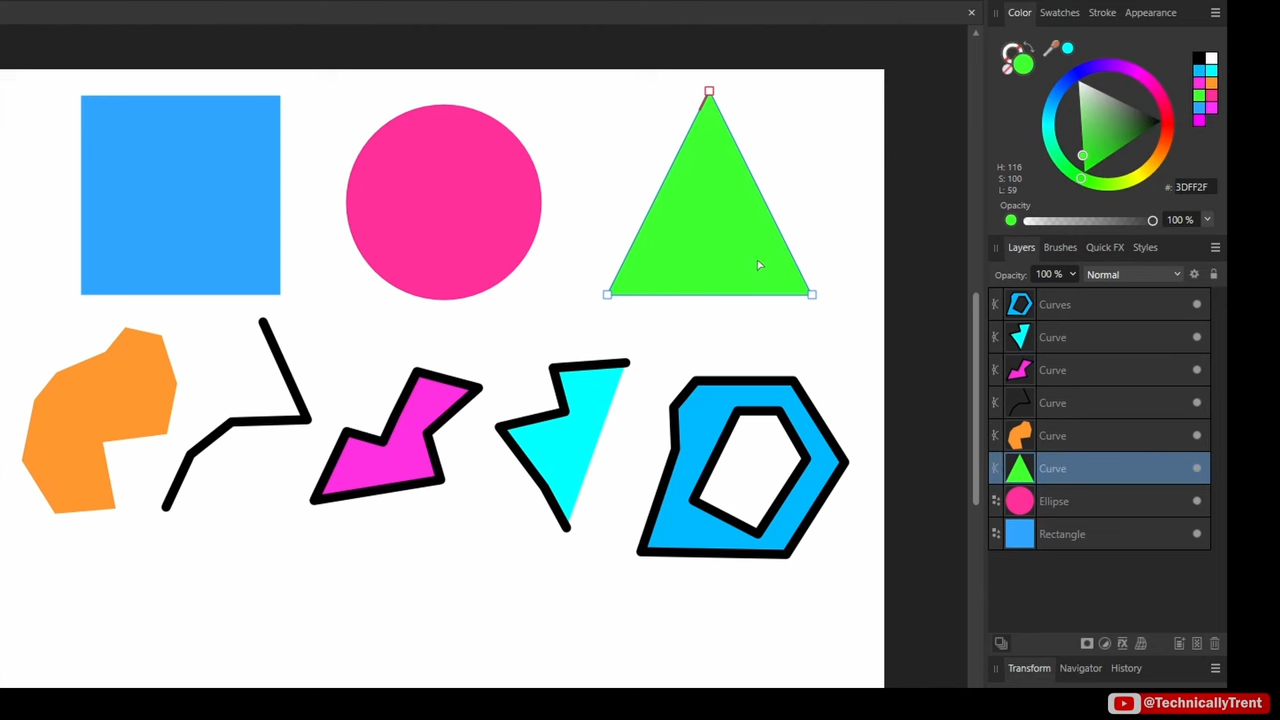 Color Swatches Stroke Appearance
H: 116
S: 100
L: 59
#: 3DFF2F
Opacity
100 %
Layers Brushes Quick FX Styles
Opacity: 100 % Normal
Curves
Curve
Curve
Curve
Curve
Curve
Ellipse
Rectangle
Transform Navigator History
@TechnicallyTrent